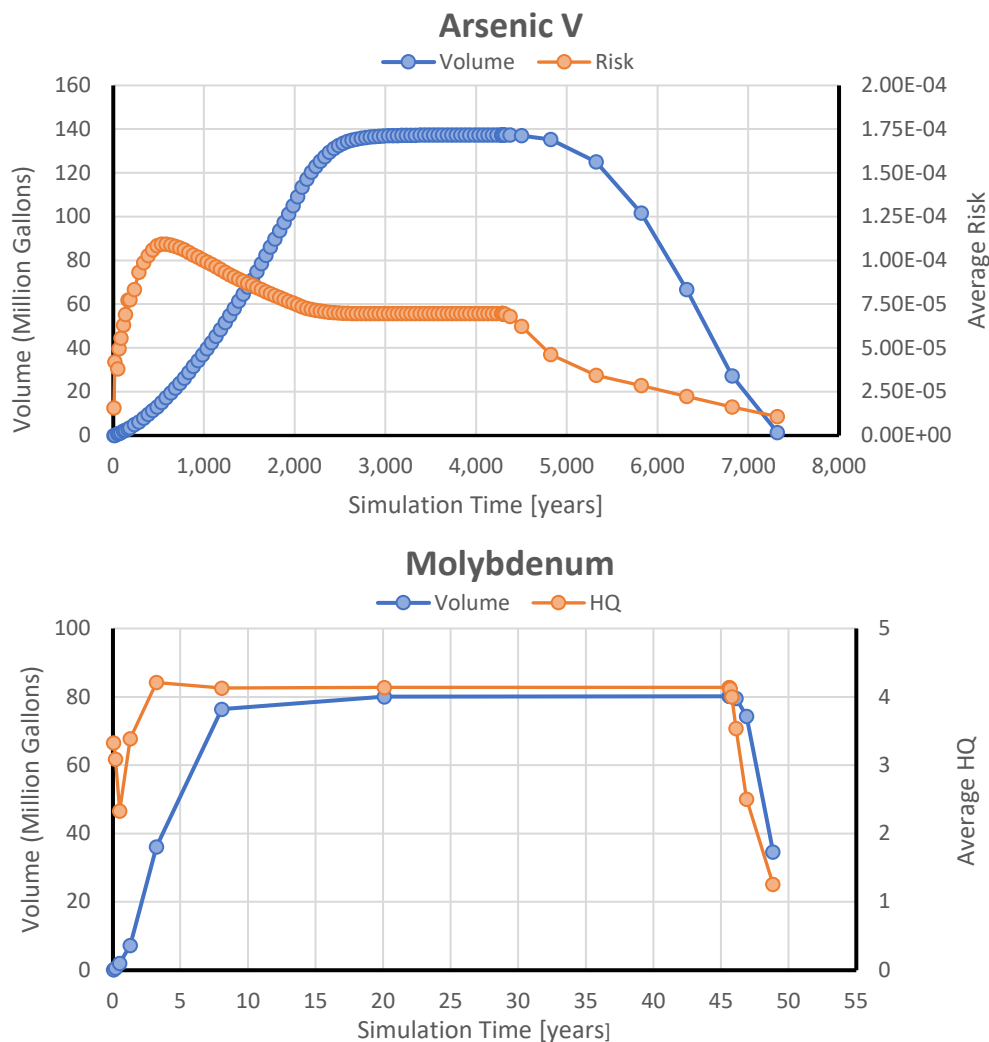 Arsenic V
Volume Risk
160 2.00E-04
140 1.75E-04
120 1.50E-04
100 1.25E-04
80 1.00E-04
60 7.50E-05
40 5.00E-05
20 2.50E-05
0 0.00E+00
Volume (Million Gallons)
Average Risk
0 1,000 2,000 3,000 4,000 5,000 6,000 7,000 8,000
Simulation Time [years]
Molybdenum
Volume HQ
100 5
80 4
60 3
40 2
20 1
0 0
Volume (Million Gallons)
Average HQ
0 5 10 15 20 25 30 35 40 45 50 55
Simulation Time [years]